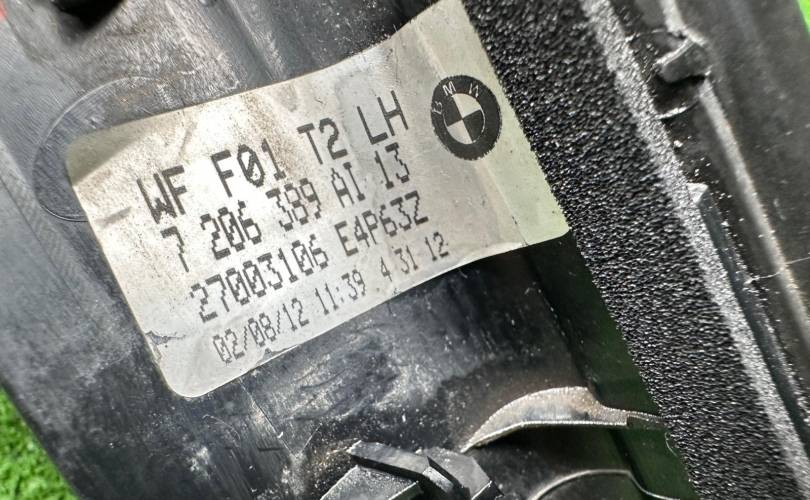 BMW
WF F01 T2 LH
7 206 389 AI 13
27003106 E4P63Z
02/08/12 11:39 4 31 12